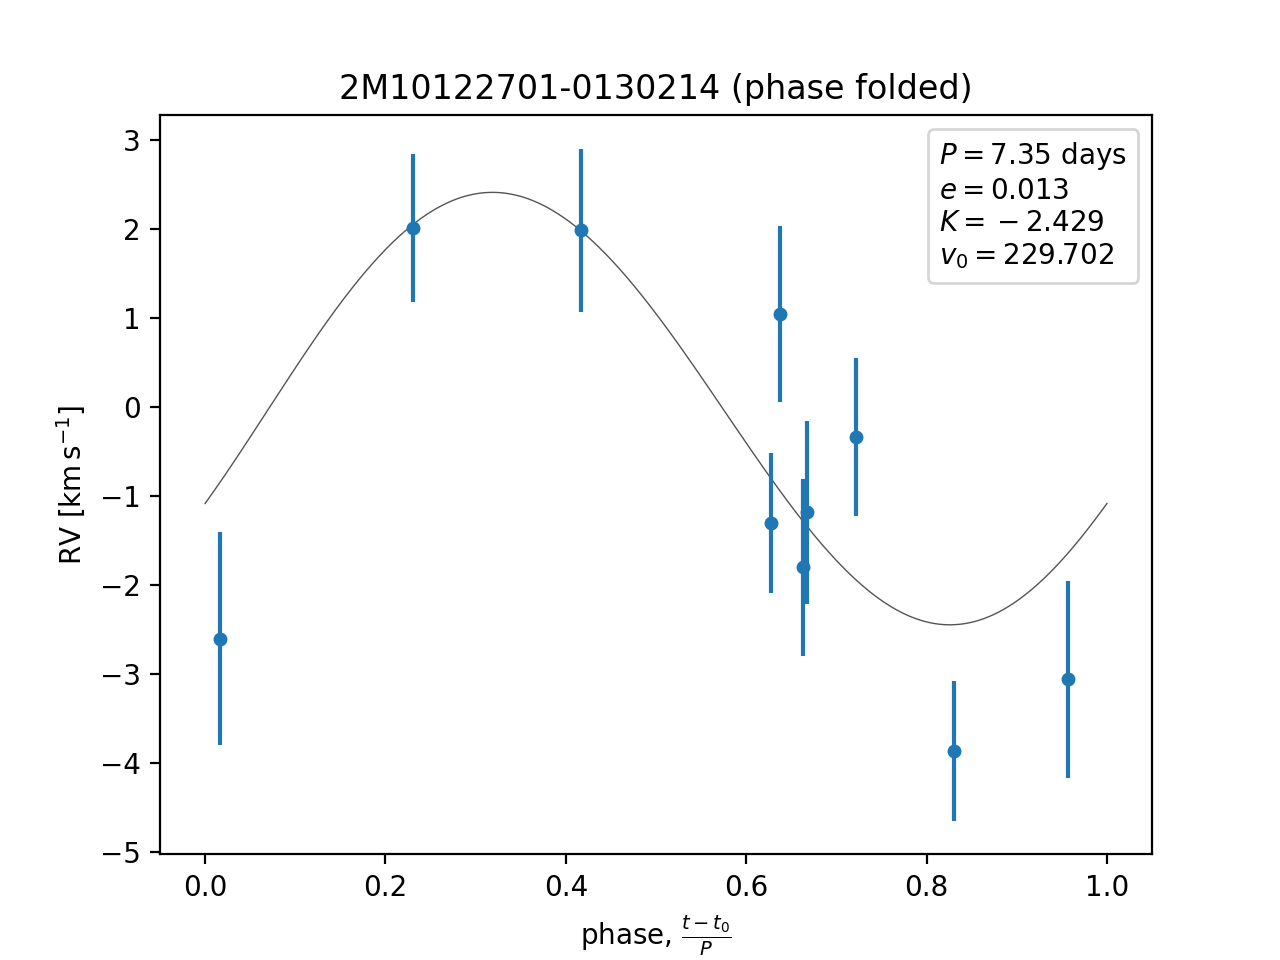 2M10122701-0130214 (phase folded)
P = 7.35 days
e = 0.013
K = −2.429
v₀ = 229.702
3
2
1
0
−1
−2
−3
−4
−5
RV [km s⁻¹]
0.0 0.2 0.4 0.6 0.8 1.0
phase, (t − t₀)/P